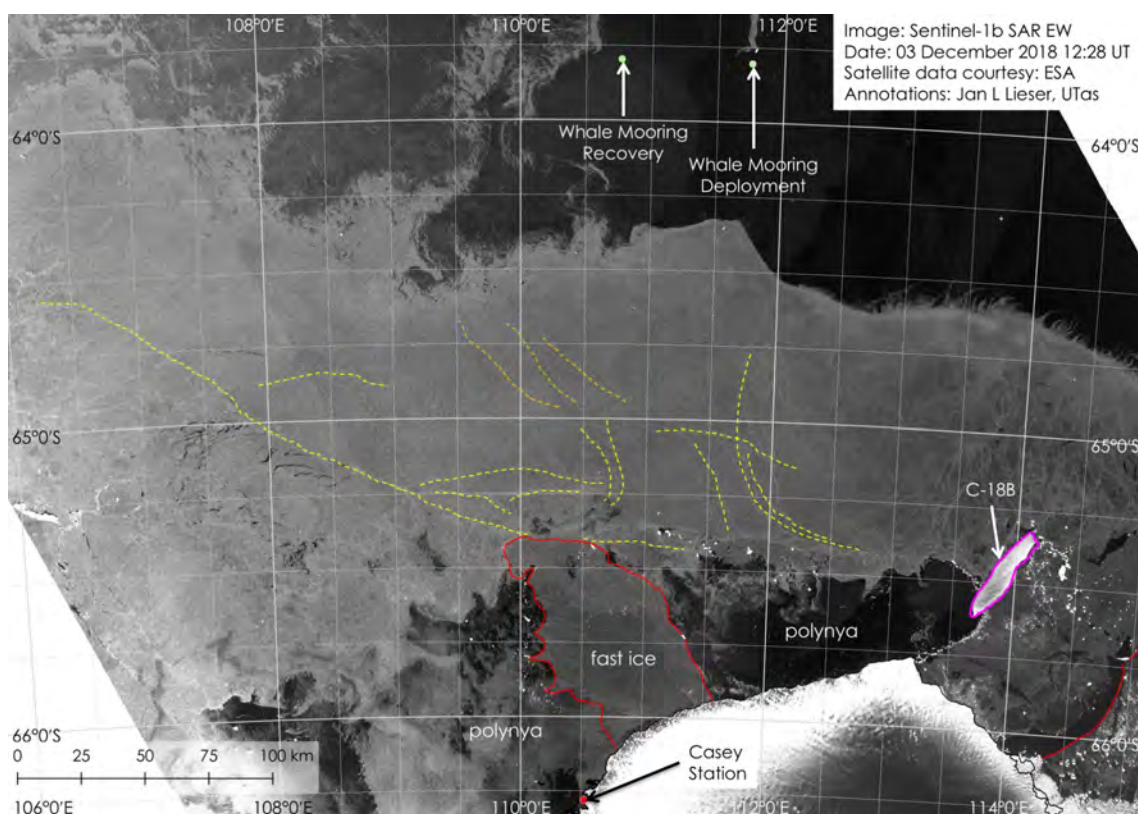 108°0'E
110°0'E
112°0'E
Image: Sentinel-1b SAR EW
Date: 03 December 2018 12:28 UT
Satellite data courtesy: ESA
Annotations: Jan L Lieser, UTas
64°0'S
Whale Mooring
Recovery
Whale Mooring
Deployment
64°0'S
65°0'S
65°0'S
C-18B
polynya
fast ice
polynya
66°0'S
66°0'S
0 25 50 75 100 km
Casey
Station
106°0'E
108°0'E
110°0'E
112°0'E
114°0'E